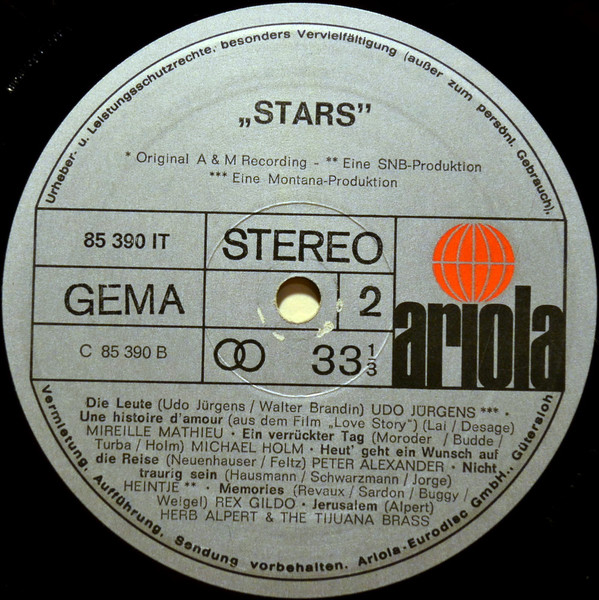 Urheber- u. Leistungsschutzrechte, besonders Vervielfältigung (außer zum persönl. Gebrauch),
„STARS”
* Original A & M Recording - ** Eine SNB-Produktion
*** Eine Montana-Produktion
85 390 IT
STEREO
GEMA
2
C 85 390 B
33 1/3
ariola
Die Leute (Udo Jürgens / Walter Brandin) UDO JÜRGENS *** ·
Une histoire d'amour (aus dem Film „Love Story") (Lai / Desage)
MIREILLE MATHIEU · Ein verrückter Tag (Moroder / Budde /
Turba / Holm) MICHAEL HOLM · Heut' geht ein Wunsch auf
die Reise (Neuenhauser / Feltz) PETER ALEXANDER · Nicht
traurig sein (Hausmann / Schwarzmann / Jorge)
HEINTJE ** · Memories (Revaux / Sardon / Buggy /
Weigel) REX GILDO · Jerusalem (Alpert)
HERB ALPERT & THE TIJUANA BRASS
Vermietung, Aufführung, Sendung vorbehalten. Ariola-Eurodisc GmbH., Gütersloh